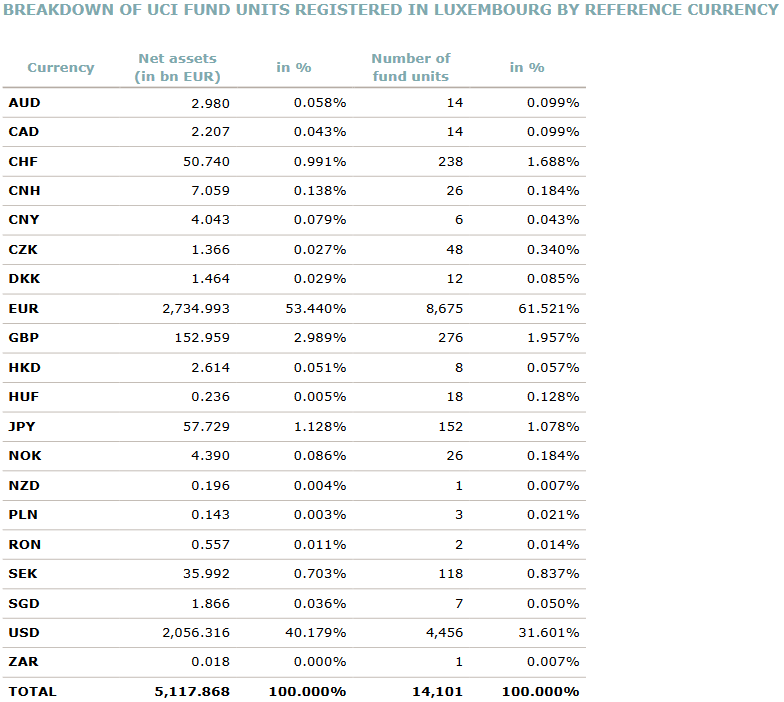 BREAKDOWN OF UCI FUND UNITS REGISTERED IN LUXEMBOURG BY REFERENCE CURRENCY
Currency Net assets (in bn EUR) in % Number of fund units in %
AUD 2.980 0.058% 14 0.099%
CAD 2.207 0.043% 14 0.099%
CHF 50.740 0.991% 238 1.688%
CNH 7.059 0.138% 26 0.184%
CNY 4.043 0.079% 6 0.043%
CZK 1.366 0.027% 48 0.340%
DKK 1.464 0.029% 12 0.085%
EUR 2,734.993 53.440% 8,675 61.521%
GBP 152.959 2.989% 276 1.957%
HKD 2.614 0.051% 8 0.057%
HUF 0.236 0.005% 18 0.128%
JPY 57.729 1.128% 152 1.078%
NOK 4.390 0.086% 26 0.184%
NZD 0.196 0.004% 1 0.007%
PLN 0.143 0.003% 3 0.021%
RON 0.557 0.011% 2 0.014%
SEK 35.992 0.703% 118 0.837%
SGD 1.866 0.036% 7 0.050%
USD 2,056.316 40.179% 4,456 31.601%
ZAR 0.018 0.000% 1 0.007%
TOTAL 5,117.868 100.000% 14,101 100.000%